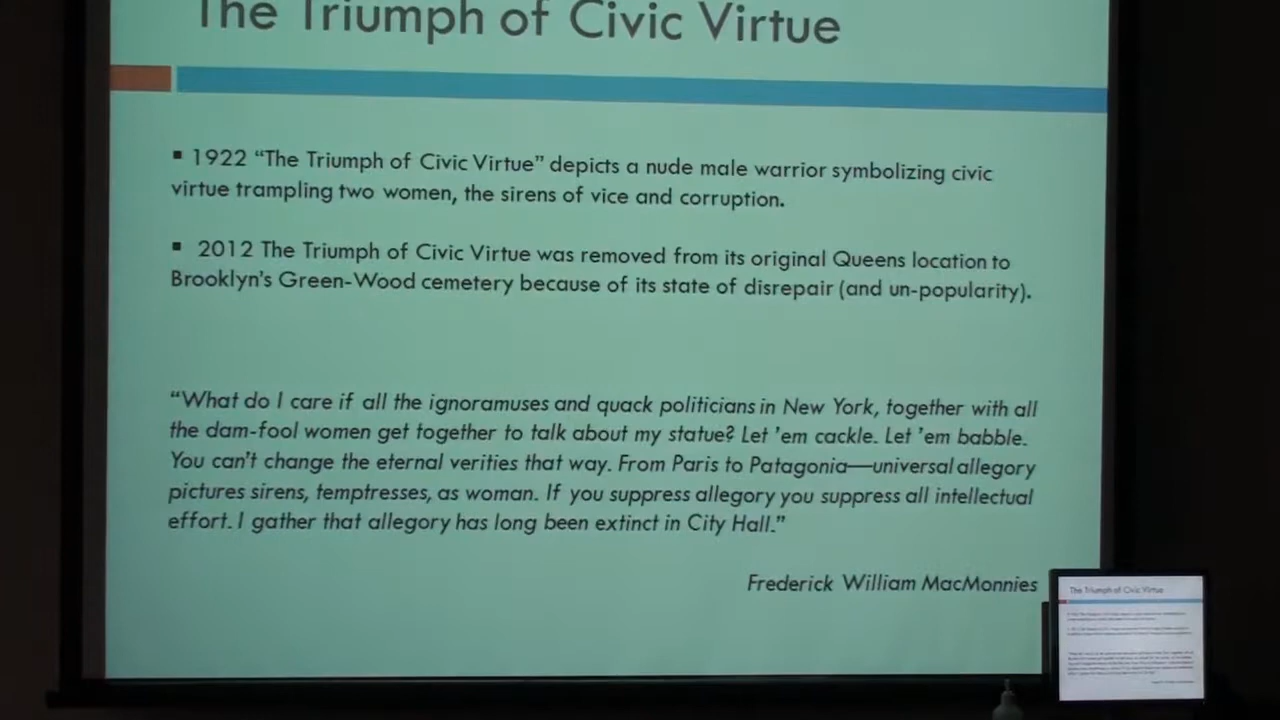 The Triumph of Civic Virtue
▪ 1922 “The Triumph of Civic Virtue” depicts a nude male warrior symbolizing civic
virtue trampling two women, the sirens of vice and corruption.
▪ 2012 The Triumph of Civic Virtue was removed from its original Queens location to
Brooklyn’s Green-Wood cemetery because of its state of disrepair (and un-popularity).
“What do I care if all the ignoramuses and quack politicians in New York, together with all
the dam-fool women get together to talk about my statue? Let ’em cackle. Let ’em babble.
You can’t change the eternal verities that way. From Paris to Patagonia—universal allegory
pictures sirens, temptresses, as woman. If you suppress allegory you suppress all intellectual
effort. I gather that allegory has long been extinct in City Hall.”
Frederick William MacMonnies
The Triumph of Civic Virtue